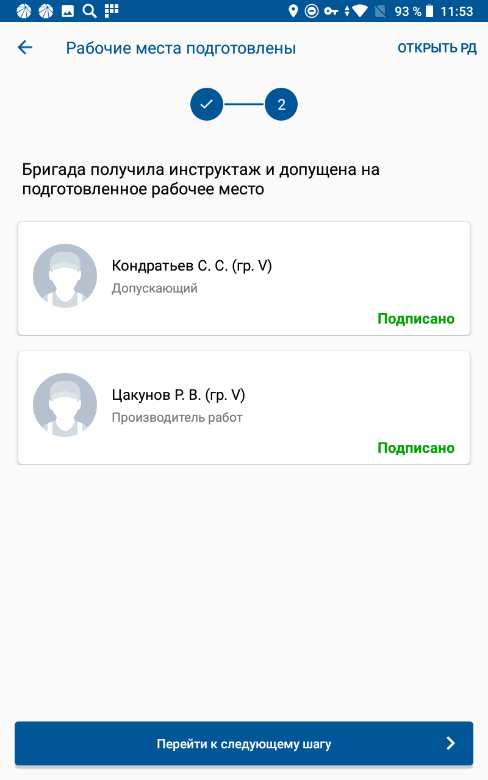 93 % 11:53
Рабочие места подготовлены
ОТКРЫТЬ РД
2
Бригада получила инструктаж и допущена на
подготовленное рабочее место
Кондратьев С. С. (гр. V)
Допускающий
Подписано
Цакунов Р. В. (гр. V)
Производитель работ
Подписано
Перейти к следующему шагу